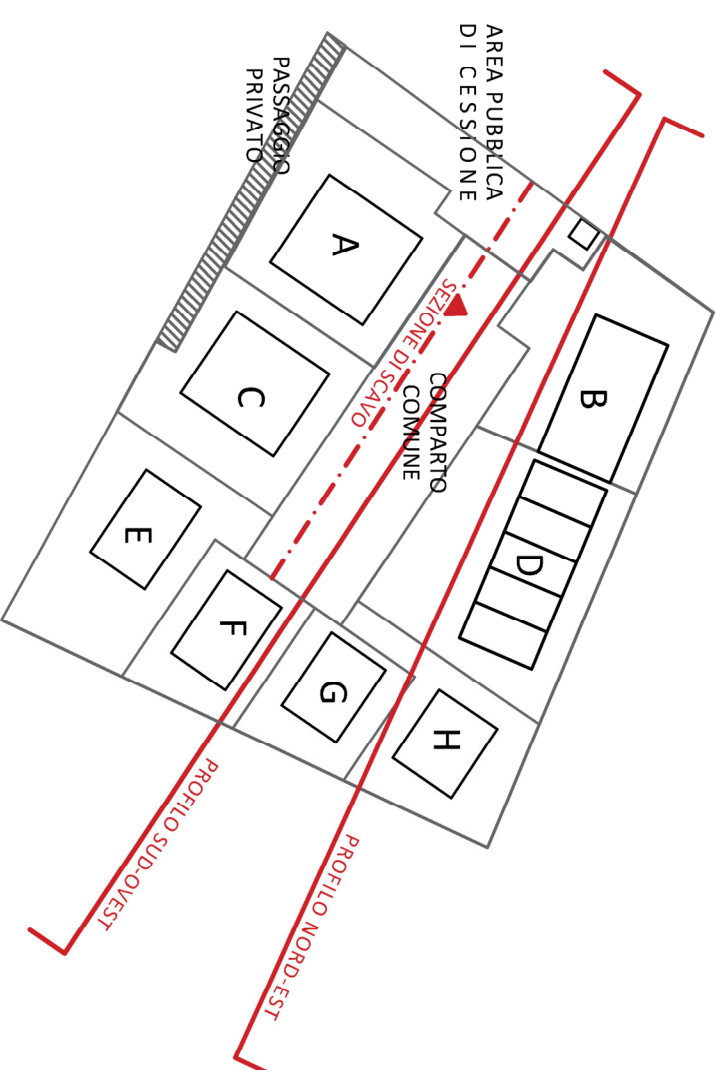 AREA PUBBLICA
DI CESSIONE
PASSAGGIO
PRIVATO
A
B
C
SEZIONE DI SCAVO
COMPARTO
COMUNE
D
E
F
G
H
PROFILO SUD-OVEST
PROFILO NORD-EST